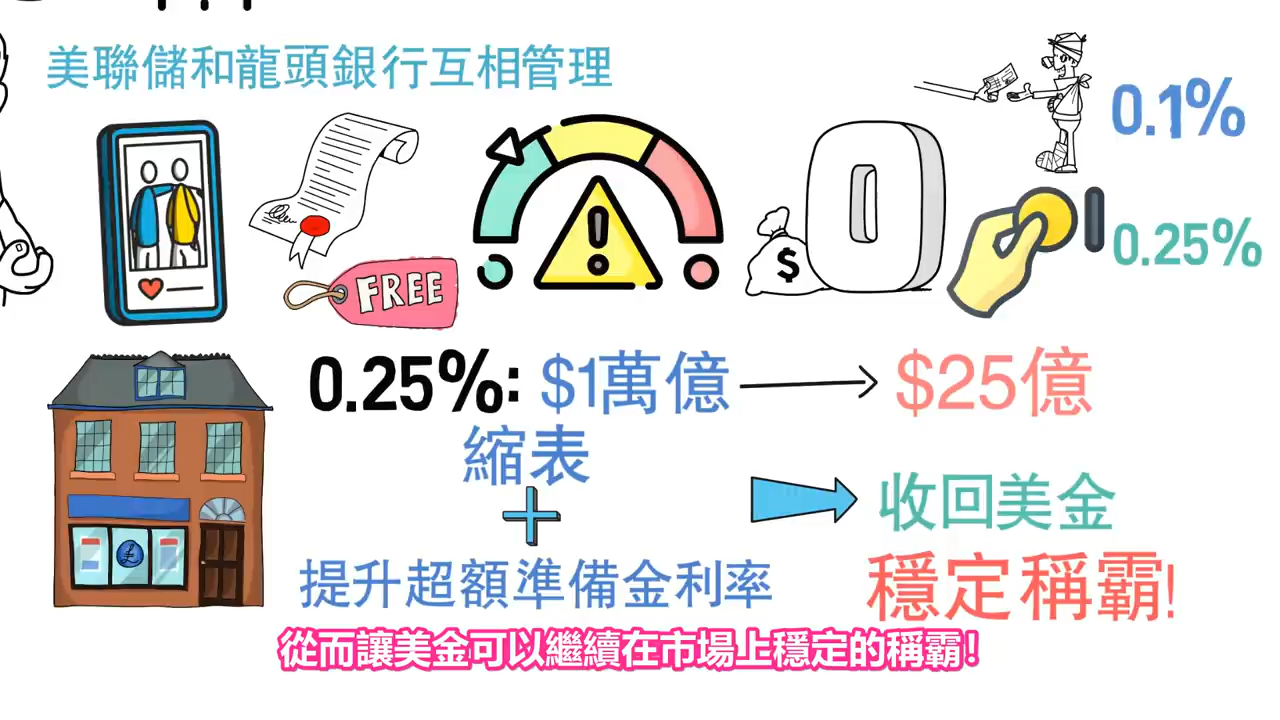 美聯儲和龍頭銀行互相管理
0.1%
FREE
$
0
0.25%
0.25%: $1萬億
$25億
縮表
+
提升超額準備金利率
收回美金
穩定稱霸!
£
從而讓美金可以繼續在市場上穩定的稱霸!